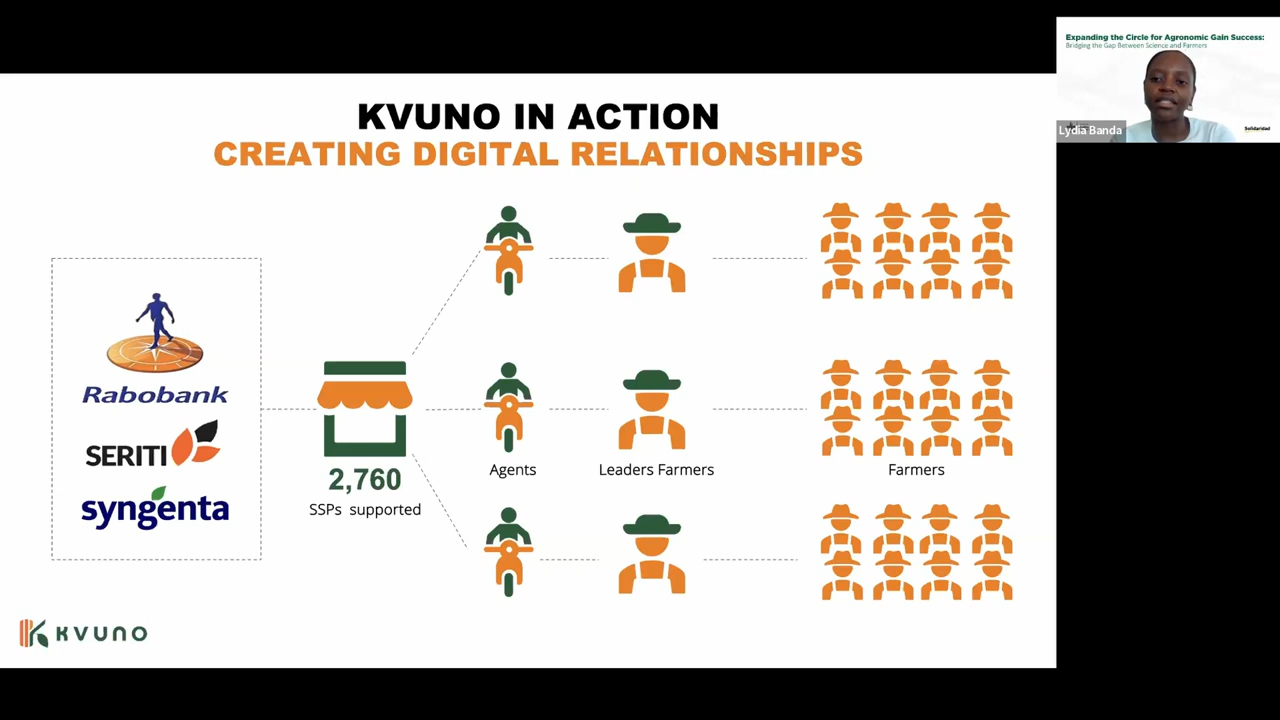 KVUNO IN ACTION
CREATING DIGITAL RELATIONSHIPS
Rabobank
SERITI
syngenta
2,760
SSPs supported
Agents
Leaders Farmers
Farmers
KVUNO
Expanding the Circle for Agronomic Gain Success:
Bridging the Gap Between Science and Farmers
Lydia Banda
Solidaridad